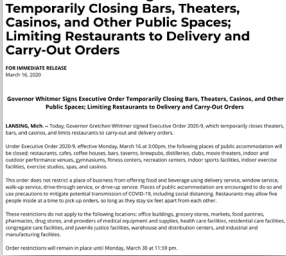 Temporarily Closing Bars, Theaters,
Casinos, and Other Public Spaces;
Limiting Restaurants to Delivery and
Carry-Out Orders
FOR IMMEDIATE RELEASE
March 16, 2020
Governor Whitmer Signs Executive Order Temporarily Closing Bars, Theaters, Casinos, and Other
Public Spaces; Limiting Restaurants to Delivery and Carry-Out Orders
LANSING, Mich. -- Today, Governor Gretchen Whitmer signed Executive Order 2020-9, which temporarily closes theaters,
bars, and casinos, and limits restaurants to carry-out and delivery orders.
Under Executive Order 2020-9, effective Monday, March 16 at 3:00pm, the following places of public accommodation will
be closed: restaurants, cafes, coffee houses, bars, taverns, brewpubs, distilleries, clubs, movie theaters, indoor and
outdoor performance venues, gymnasiums, fitness centers, recreation centers, indoor sports facilities, indoor exercise
facilities, exercise studios, spas, and casinos.
This order does not restrict a place of business from offering food and beverage using delivery service, window service,
walk-up service, drive-through service, or drive-up service. Places of public accommodation are encouraged to do so and
use precautions to mitigate potential transmission of COVID-19, including social distancing. Restaurants may allow five
people inside at a time to pick up orders, so long as they stay six feet apart from each other.
These restrictions do not apply to the following locations: office buildings, grocery stores, markets, food pantries,
pharmacies, drug stores, and providers of medical equipment and supplies, health care facilities, residential care facilities,
congregate care facilities, and juvenile justice facilities, warehouse and distribution centers, and industrial and
manufacturing facilities.
Order restrictions will remain in place until Monday, March 30 at 11:59 pm.